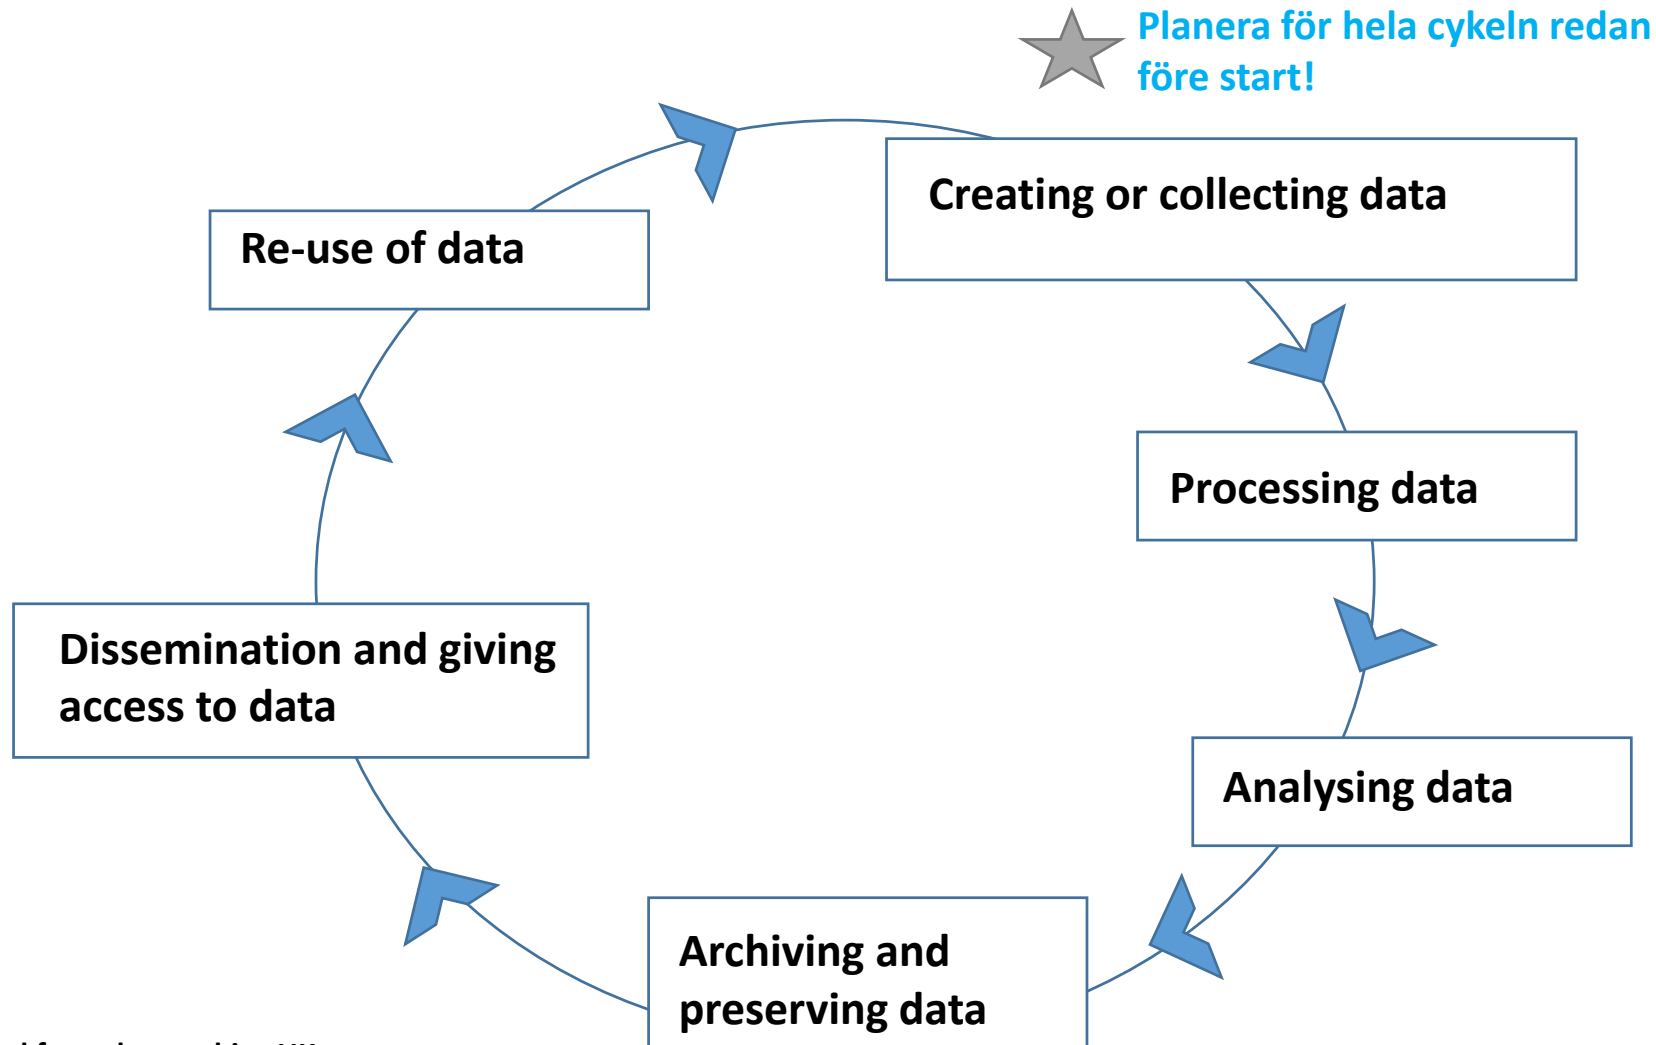 Planera för hela cykeln redan
före start!
Creating or collecting data
Re-use of data
Processing data
Dissemination and giving
access to data
Analysing data
Archiving and
preserving data